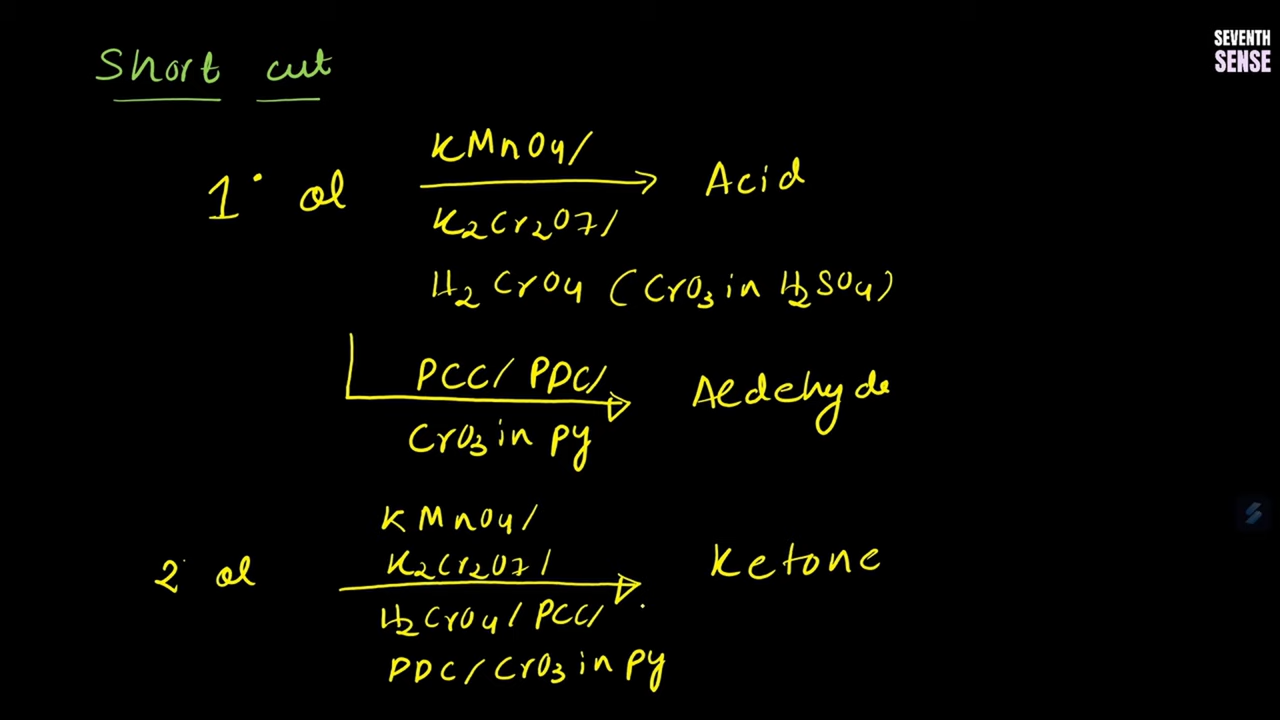 SEVENTH
SENSE
Short cut
KMnO4/
1° ol Acid
K2Cr2O7/
H2CrO4 (CrO3 in H2SO4)
PCC/ PDC/
Aldehyde
CrO3 in py
KMnO4/
K2Cr2O7/
2° ol Ketone
H2CrO4/ PCC/
PDC/ CrO3 in py